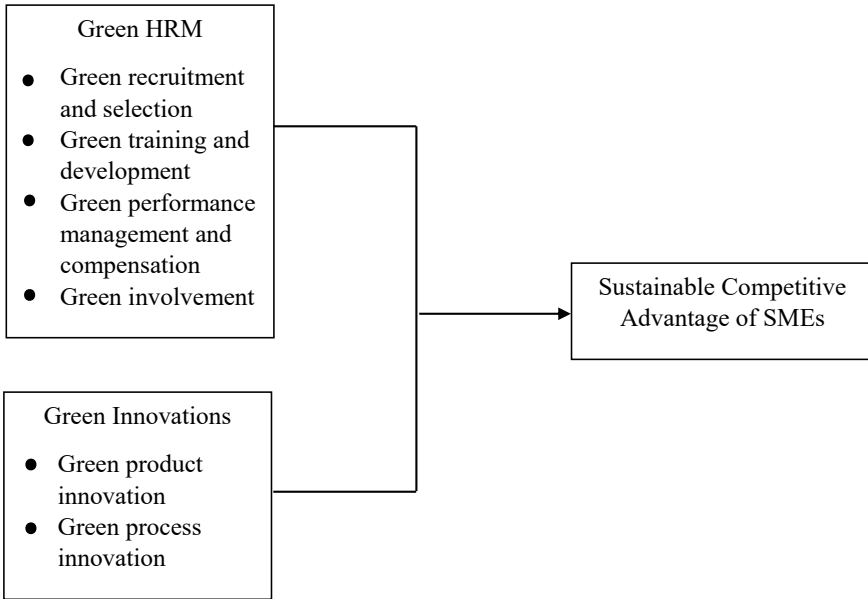 Green HRM
● Green recruitment
and selection
● Green training and
development
● Green performance
management and
compensation
● Green involvement
Sustainable Competitive
Advantage of SMEs
Green Innovations
● Green product
innovation
● Green process
innovation